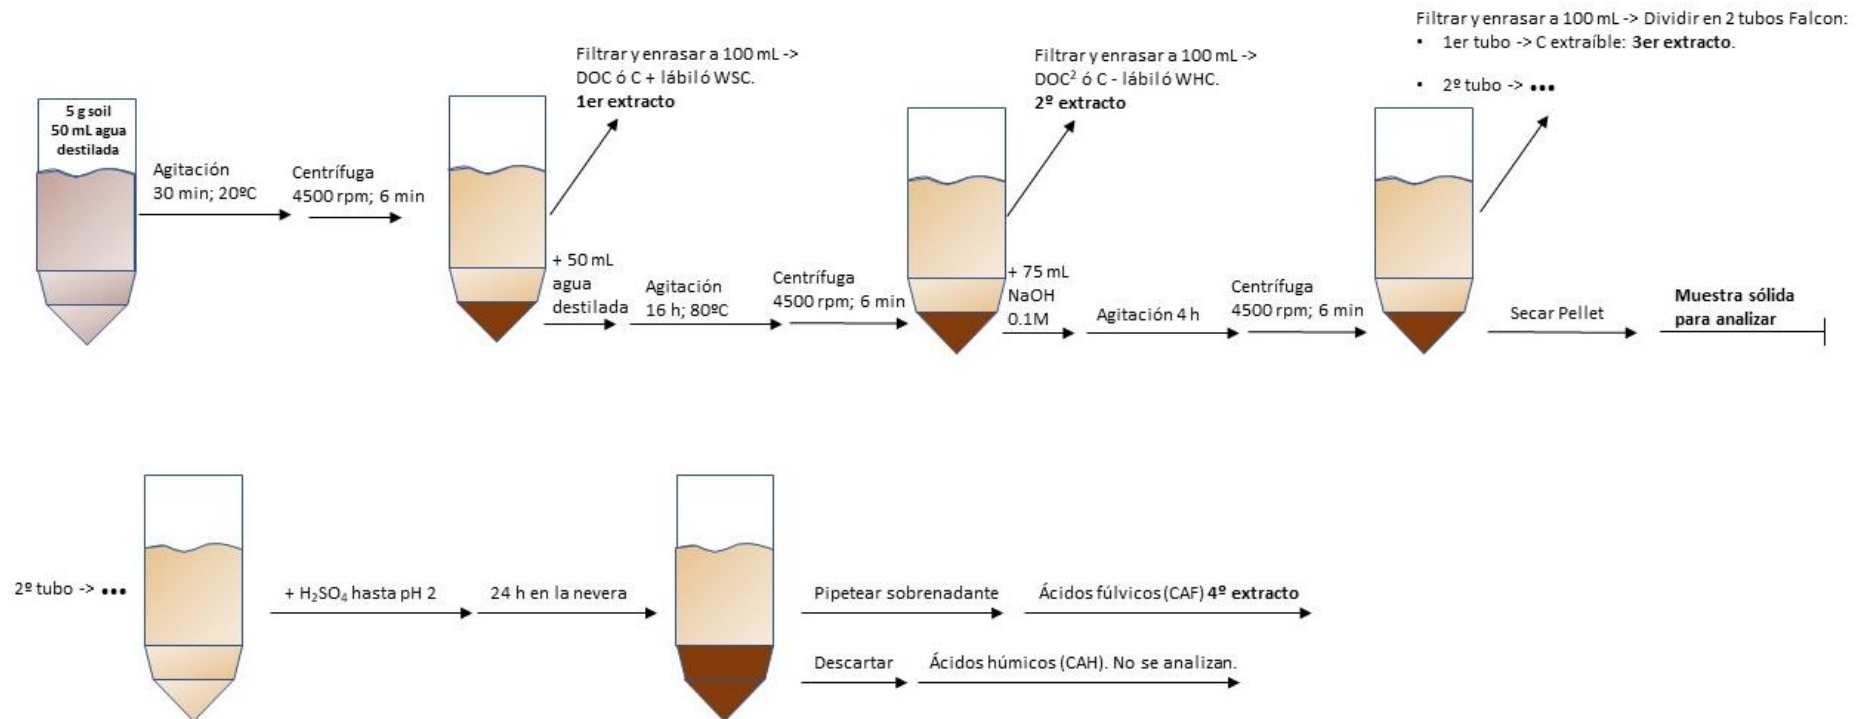 5 g soil
50 mL agua
destilada
Agitación
30 min; 20ºC
Centrífuga
4500 rpm; 6 min
Filtrar y enrasar a 100 mL ->
DOC ó C + lábil ó WSC.
1er extracto
+ 50 mL
agua
destilada
Agitación
16 h; 80ºC
Centrífuga
4500 rpm; 6 min
Filtrar y enrasar a 100 mL ->
DOC² ó C - lábil ó WHC.
2º extracto
+ 75 mL
NaOH
0.1M
Agitación 4 h
Centrífuga
4500 rpm; 6 min
Filtrar y enrasar a 100 mL -> Dividir en 2 tubos Falcon:
• 1er tubo -> C extraíble: 3er extracto.
• 2º tubo -> •••
Secar Pellet
Muestra sólida
para analizar
2º tubo -> •••
+ H₂SO₄ hasta pH 2
24 h en la nevera
Pipetear sobrenadante
Ácidos fúlvicos (CAF) 4º extracto
Descartar
Ácidos húmicos (CAH). No se analizan.